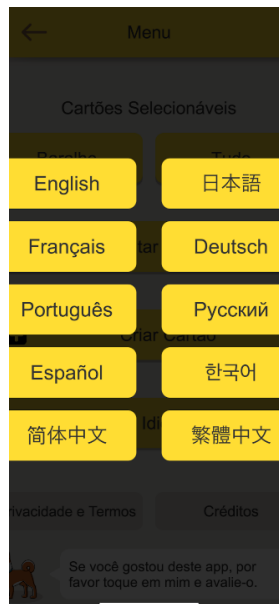 Menu
Cartões Selecionáveis
Baralho Tudo
English 日本語
Français Deutsch
Português Русский
Criar Cartão
Español 한국어
简体中文 繁體中文
Privacidade e Termos Créditos
Se você gostou deste app, por
favor toque em mim e avalie-o.